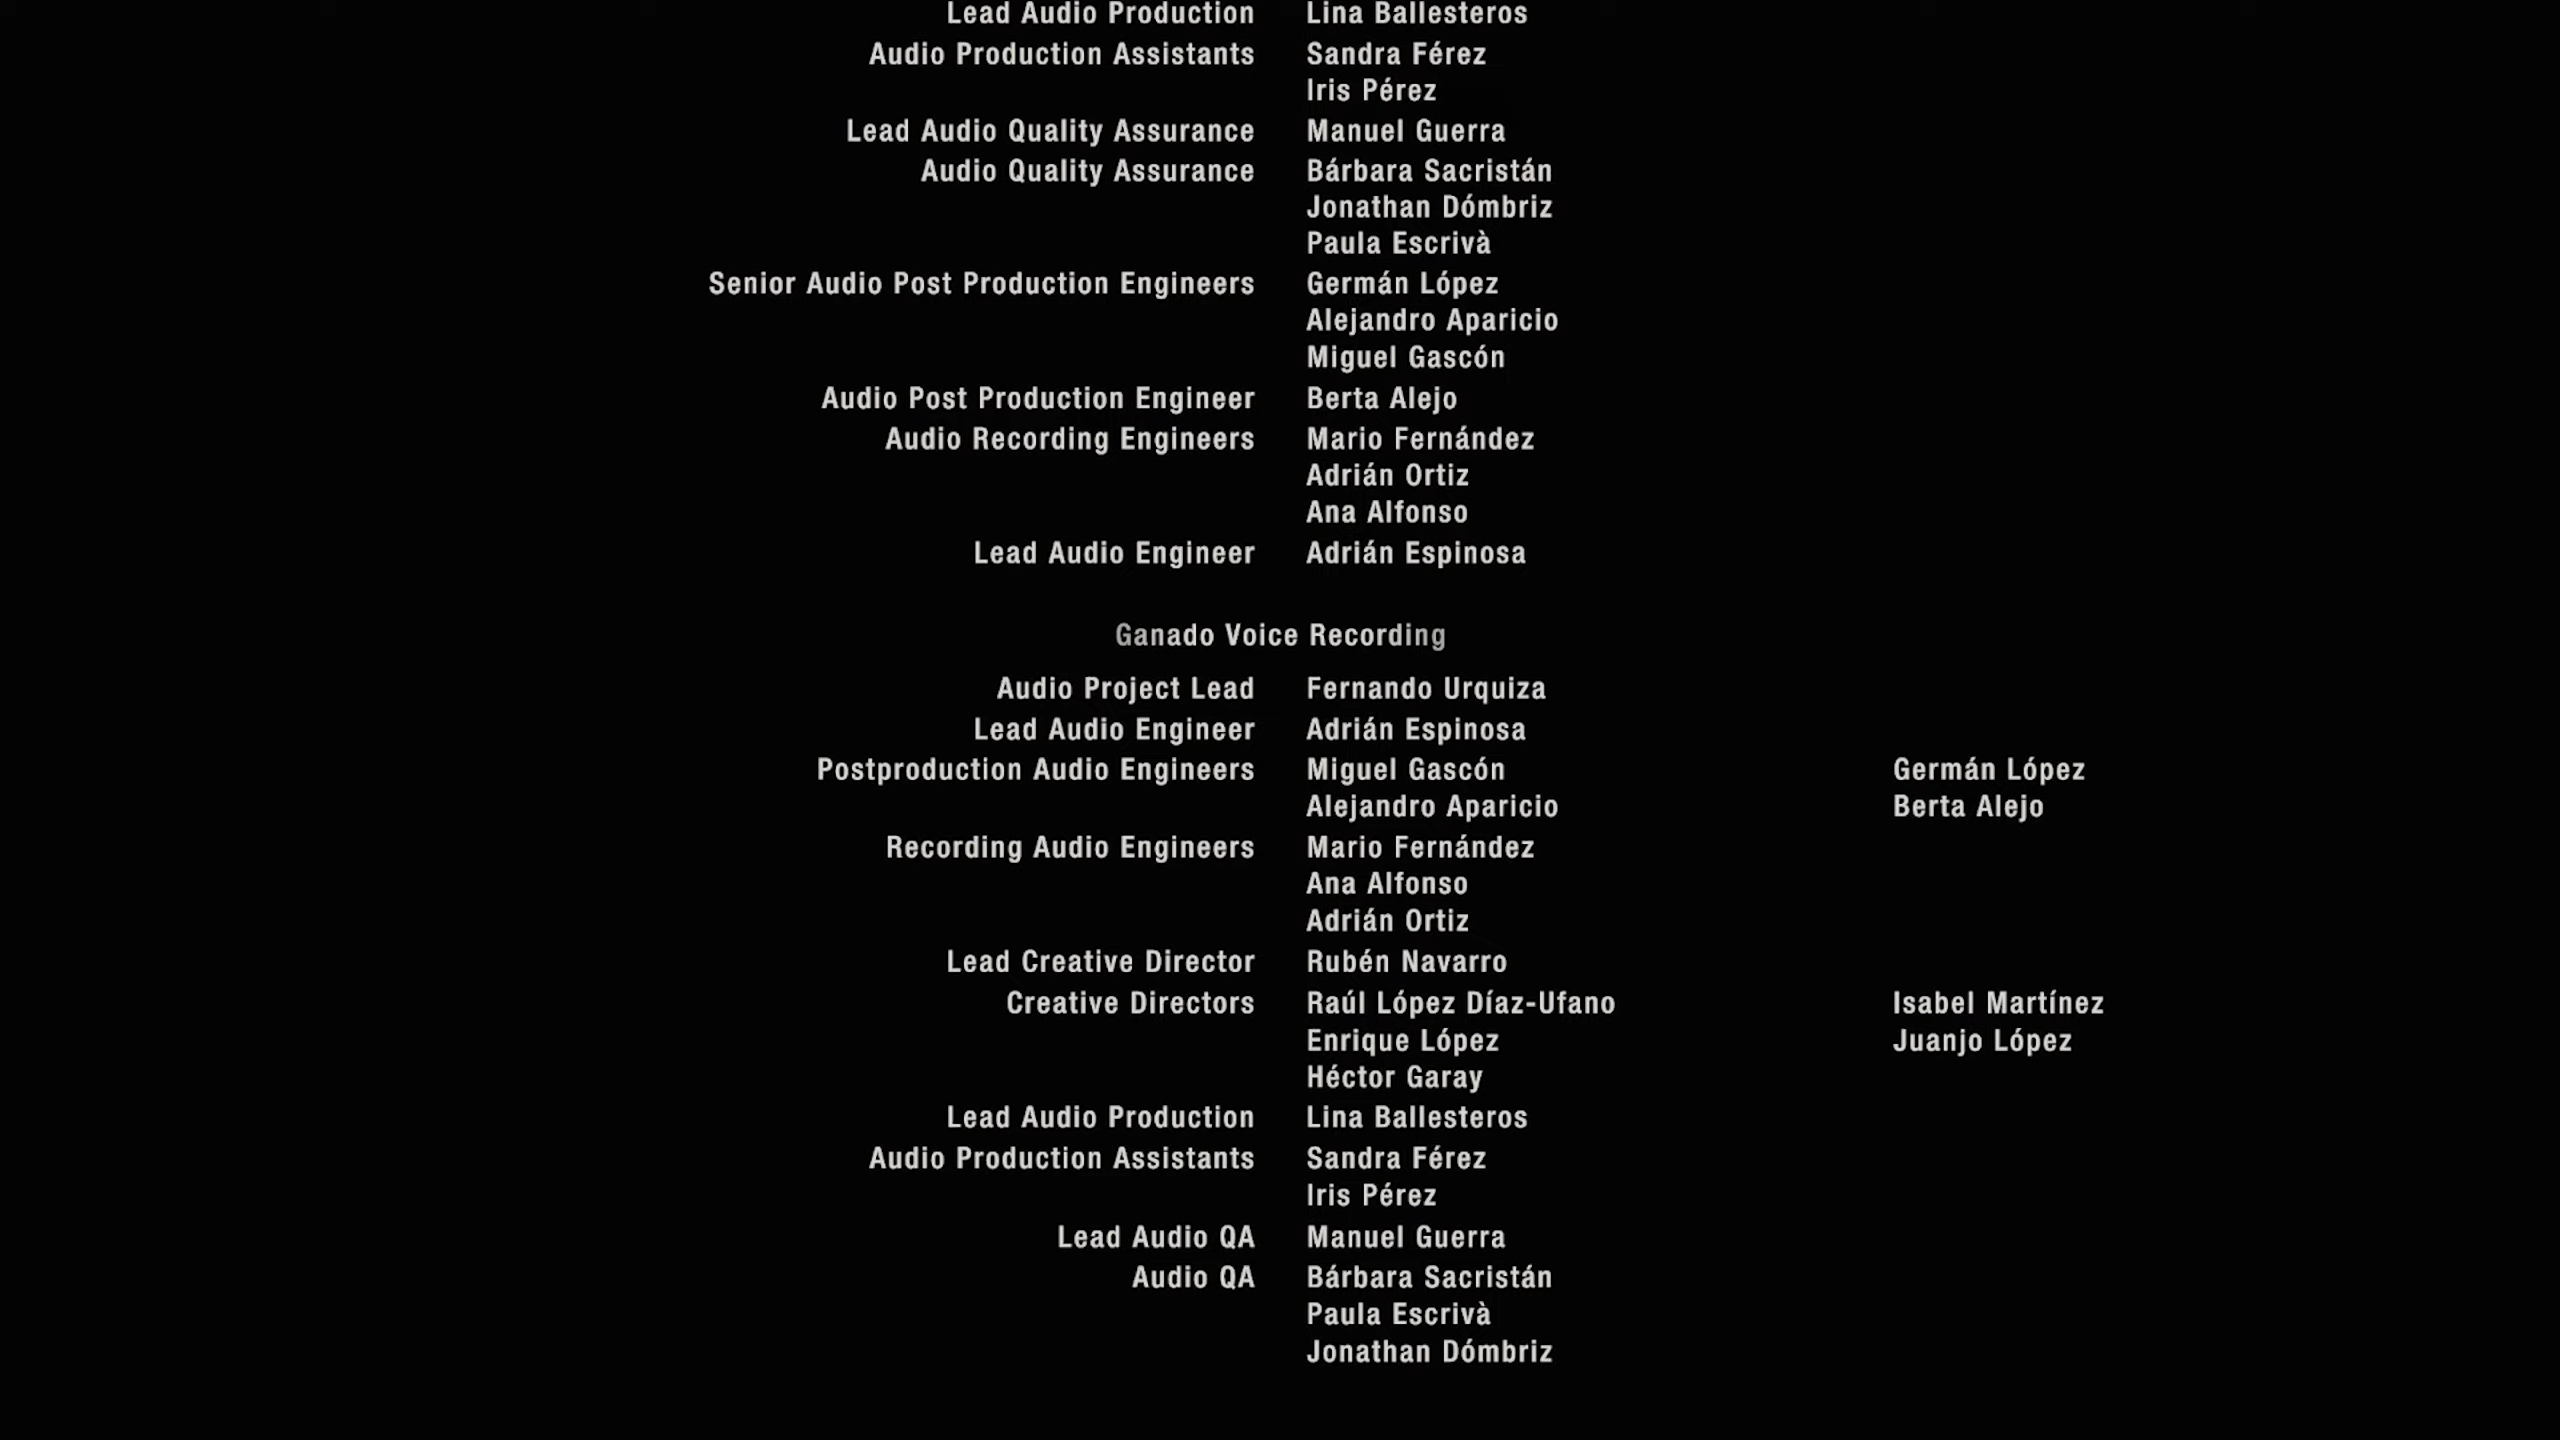 Lead Audio Production Lina Ballesteros
Audio Production Assistants Sandra Férez
Iris Pérez
Lead Audio Quality Assurance Manuel Guerra
Audio Quality Assurance Bárbara Sacristán
Jonathan Dómbriz
Paula Escrivà
Senior Audio Post Production Engineers Germán López
Alejandro Aparicio
Miguel Gascón
Audio Post Production Engineer Berta Alejo
Audio Recording Engineers Mario Fernández
Adrián Ortiz
Ana Alfonso
Lead Audio Engineer Adrián Espinosa
Ganado Voice Recording
Audio Project Lead Fernando Urquiza
Lead Audio Engineer Adrián Espinosa
Postproduction Audio Engineers Miguel Gascón Germán López
Alejandro Aparicio Berta Alejo
Recording Audio Engineers Mario Fernández
Ana Alfonso
Adrián Ortiz
Lead Creative Director Rubén Navarro
Creative Directors Raúl López Díaz-Ufano Isabel Martínez
Enrique López Juanjo López
Héctor Garay
Lead Audio Production Lina Ballesteros
Audio Production Assistants Sandra Férez
Iris Pérez
Lead Audio QA Manuel Guerra
Audio QA Bárbara Sacristán
Paula Escrivà
Jonathan Dómbriz